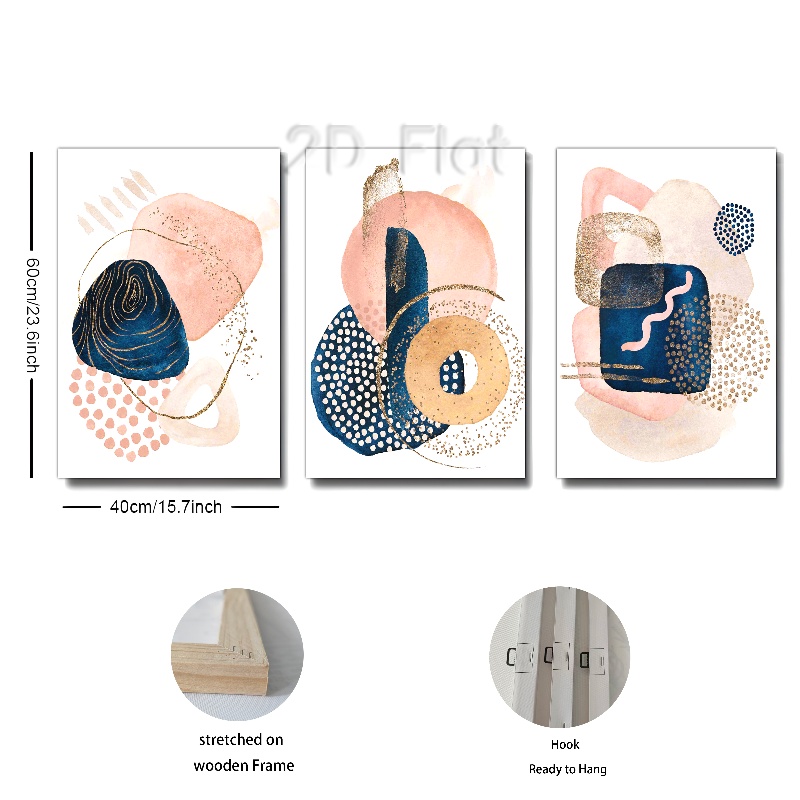 2D Flat
60cm/23.6inch
40cm/15.7inch
stretched on
wooden Frame
Hook
Ready to Hang